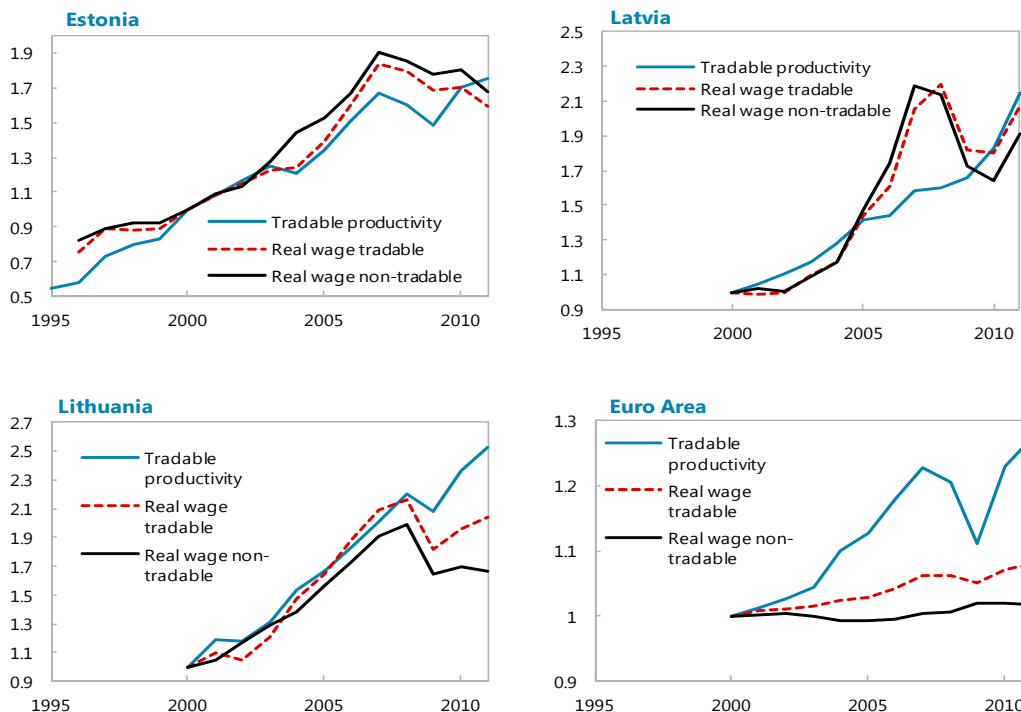 Estonia
1.9
1.7
1.5
1.3
1.1
0.9
0.7
0.5
Tradable productivity
Real wage tradable
Real wage non-tradable
1995
2000
2005
2010
Latvia
2.5
2.3
2.1
1.9
1.7
1.5
1.3
1.1
0.9
Tradable productivity
Real wage tradable
Real wage non-tradable
1995
2000
2005
2010
Lithuania
2.7
2.5
2.3
2.1
1.9
1.7
1.5
1.3
1.1
0.9
Tradable
productivity
Real wage
tradable
Real wage non-
tradable
1995
2000
2005
2010
Euro Area
1.3
1.2
1.1
1
0.9
Tradable
productivity
Real wage
tradable
Real wage non-
tradable
1995
2000
2005
2010